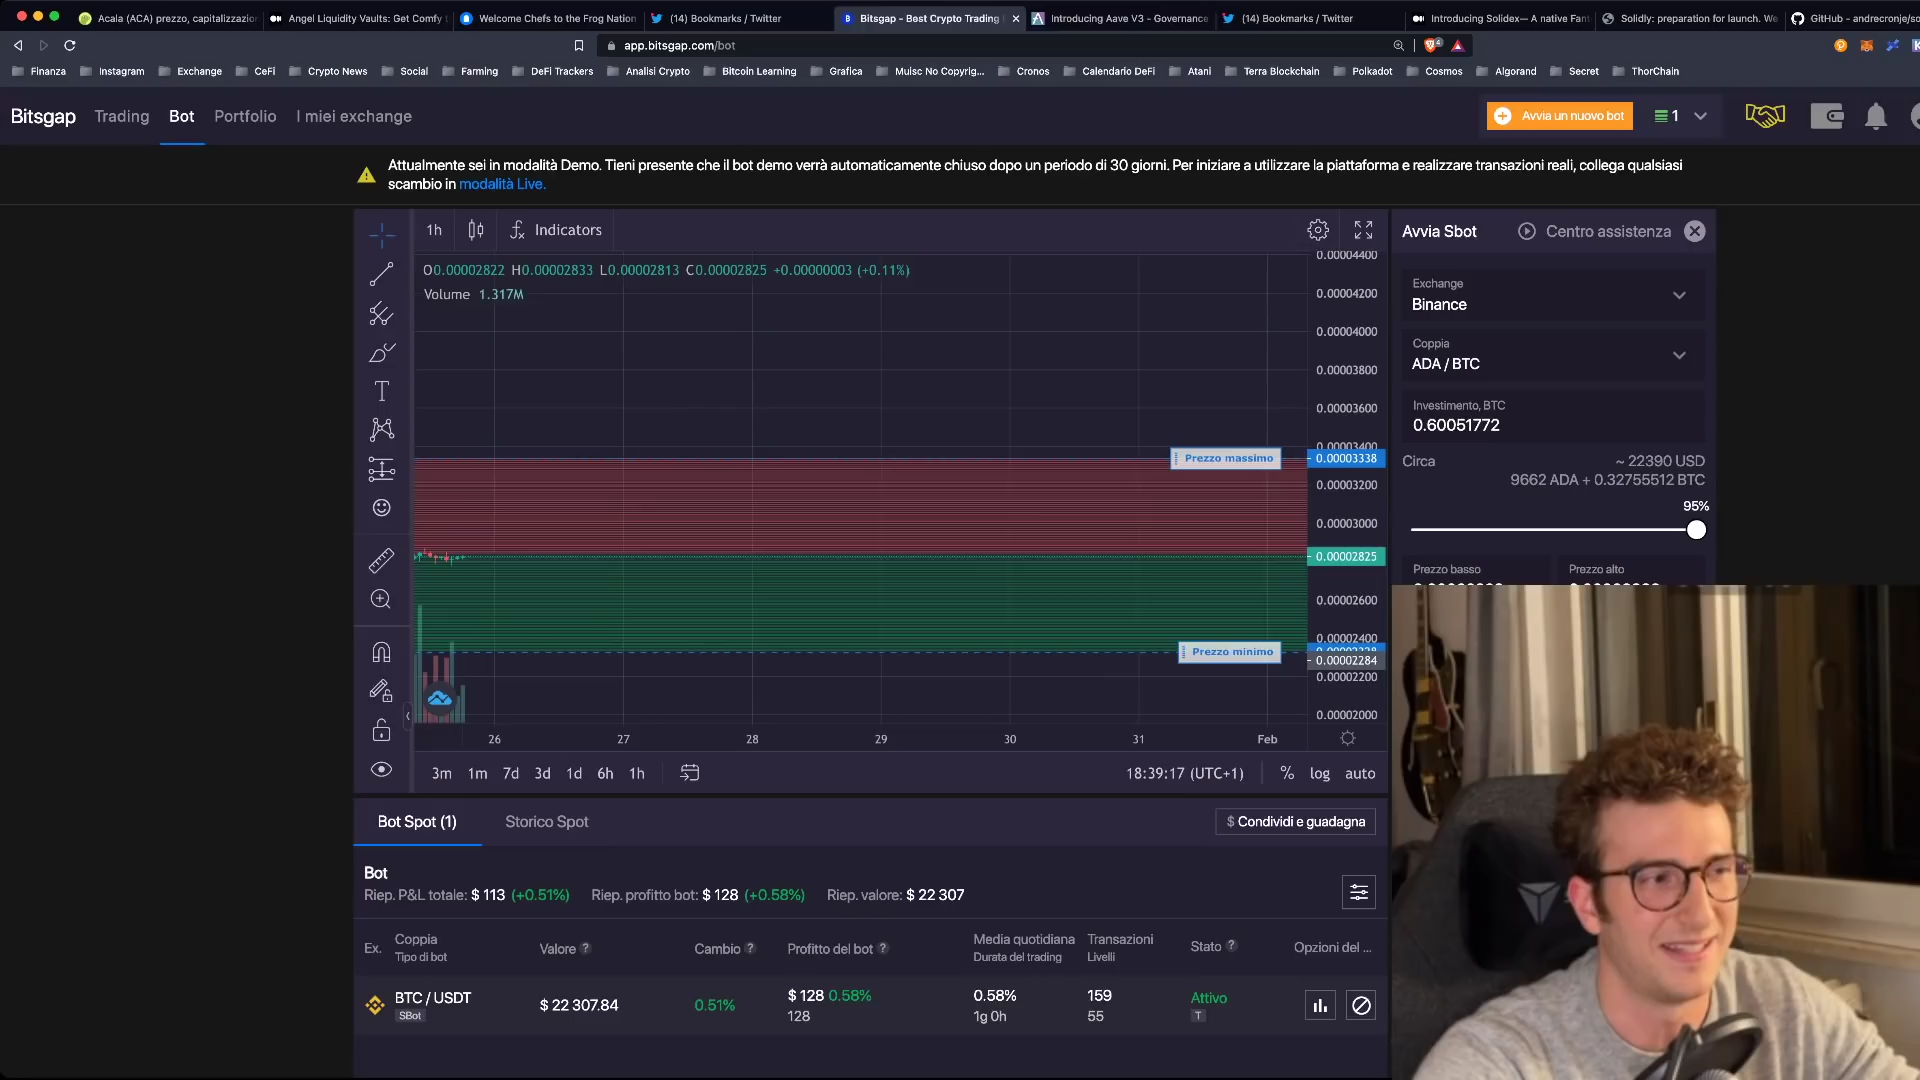 Acala (ACA) prezzo, capitalizzazion
Angel Liquidity Vaults: Get Comfy
Welcome Chefs to the Frog Nation
(14) Bookmarks / Twitter
Bitsgap - Best Crypto Trading
Introducing Aave V3 - Governance
(14) Bookmarks / Twitter
Introducing Solidex— A native Fant
Solidly: preparation for launch. We
GitHub - andrecronje/so
app.bitsgap.com/bot
Finanza
Instagram
Exchange
CeFi
Crypto News
Social
Farming
DeFi Trackers
Analisi Crypto
Bitcoin Learning
Grafica
Muisc No Copyrig...
Cronos
Calendario DeFi
Atani
Terra Blockchain
Polkadot
Cosmos
Algorand
Secret
ThorChain
Bitsgap
Trading
Bot
Portfolio
I miei exchange
Avvia un nuovo bot
1
Attualmente sei in modalità Demo. Tieni presente che il bot demo verrà automaticamente chiuso dopo un periodo di 30 giorni. Per iniziare a utilizzare la piattaforma e realizzare transazioni reali, collega qualsiasi
scambio in modalità Live.
1h
Indicators
O0.00002822 H0.00002833 L0.00002813 C0.00002825 +0.00000003 (+0.11%)
Volume 1.317M
0.00004400
0.00004200
0.00004000
0.00003800
0.00003600
0.00003400
Prezzo massimo
0.00003338
0.00003200
0.00003000
0.00002825
0.00002600
0.00002400
Prezzo minimo
0.00002284
0.00002200
0.00002000
26
27
28
29
30
31
Feb
3m
1m
7d
3d
1d
6h
1h
18:39:17 (UTC+1)
%
log
auto
Avvia Sbot
Centro assistenza
Exchange
Binance
Coppia
ADA / BTC
Investimento, BTC
0.60051772
Circa
~ 22390 USD
9662 ADA + 0.32755512 BTC
95%
Prezzo basso
Prezzo alto
Bot Spot (1)
Storico Spot
$ Condividi e guadagna
Bot
Riep. P&L totale: $ 113 (+0.51%)
Riep. profitto bot: $ 128 (+0.58%)
Riep. valore: $ 22 307
Ex.
Coppia
Tipo di bot
Valore ?
Cambio ?
Profitto del bot ?
Media quotidiana
Durata del trading
Transazioni
Livelli
Stato ?
Opzioni del ...
BTC / USDT
SBot
$ 22 307.84
0.51%
$ 128 0.58%
128
0.58%
1g 0h
159
55
Attivo
T